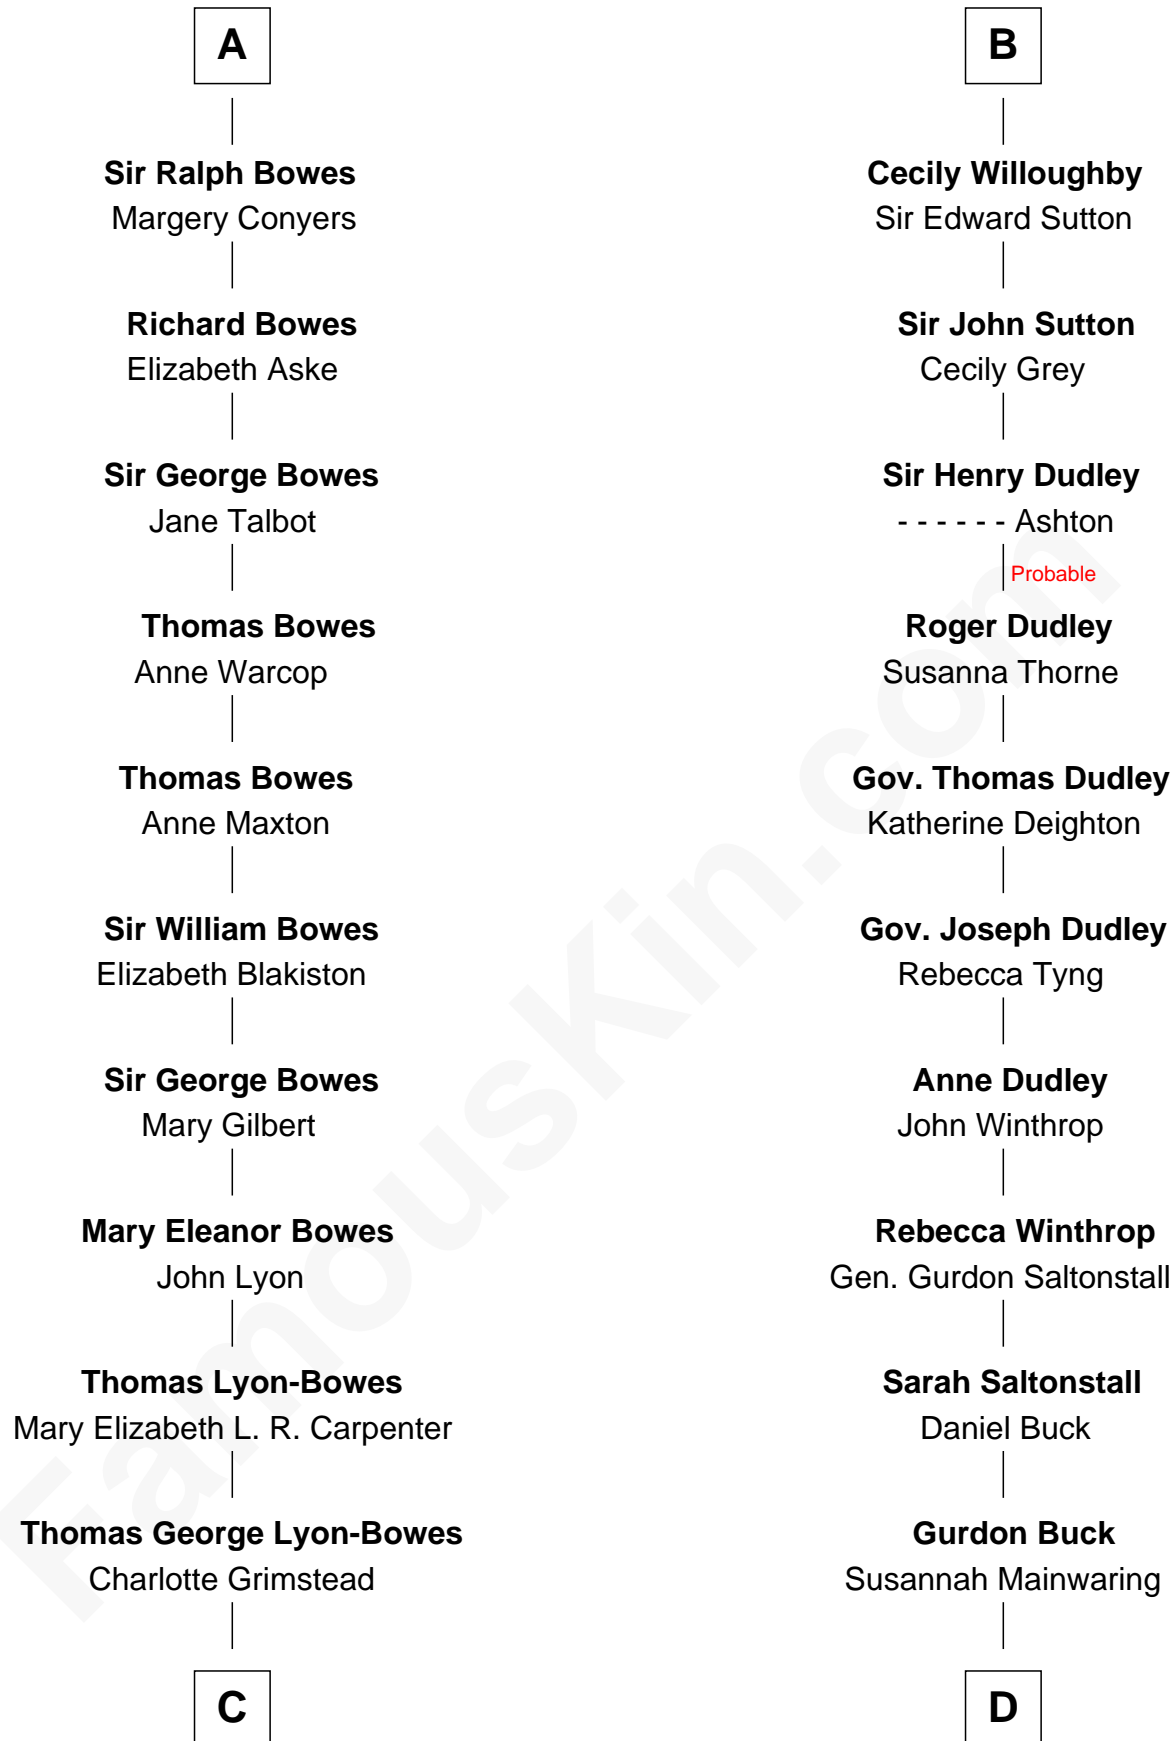 A
Sir Ralph Bowes
Margery Conyers
Richard Bowes
Elizabeth Aske
Sir George Bowes
Jane Talbot
Thomas Bowes
Anne Warcop
Thomas Bowes
Anne Maxton
Sir William Bowes
Elizabeth Blakiston
Sir George Bowes
Mary Gilbert
Mary Eleanor Bowes
John Lyon
Thomas Lyon-Bowes
Mary Elizabeth L. R. Carpenter
Thomas George Lyon-Bowes
Charlotte Grimstead
C
B
Cecily Willoughby
Sir Edward Sutton
Sir John Sutton
Cecily Grey
Sir Henry Dudley
- - - - - - Ashton
Probable
Roger Dudley
Susanna Thorne
Gov. Thomas Dudley
Katherine Deighton
Gov. Joseph Dudley
Rebecca Tyng
Anne Dudley
John Winthrop
Rebecca Winthrop
Gen. Gurdon Saltonstall
Sarah Saltonstall
Daniel Buck
Gurdon Buck
Susannah Mainwaring
D
FamousKin.com